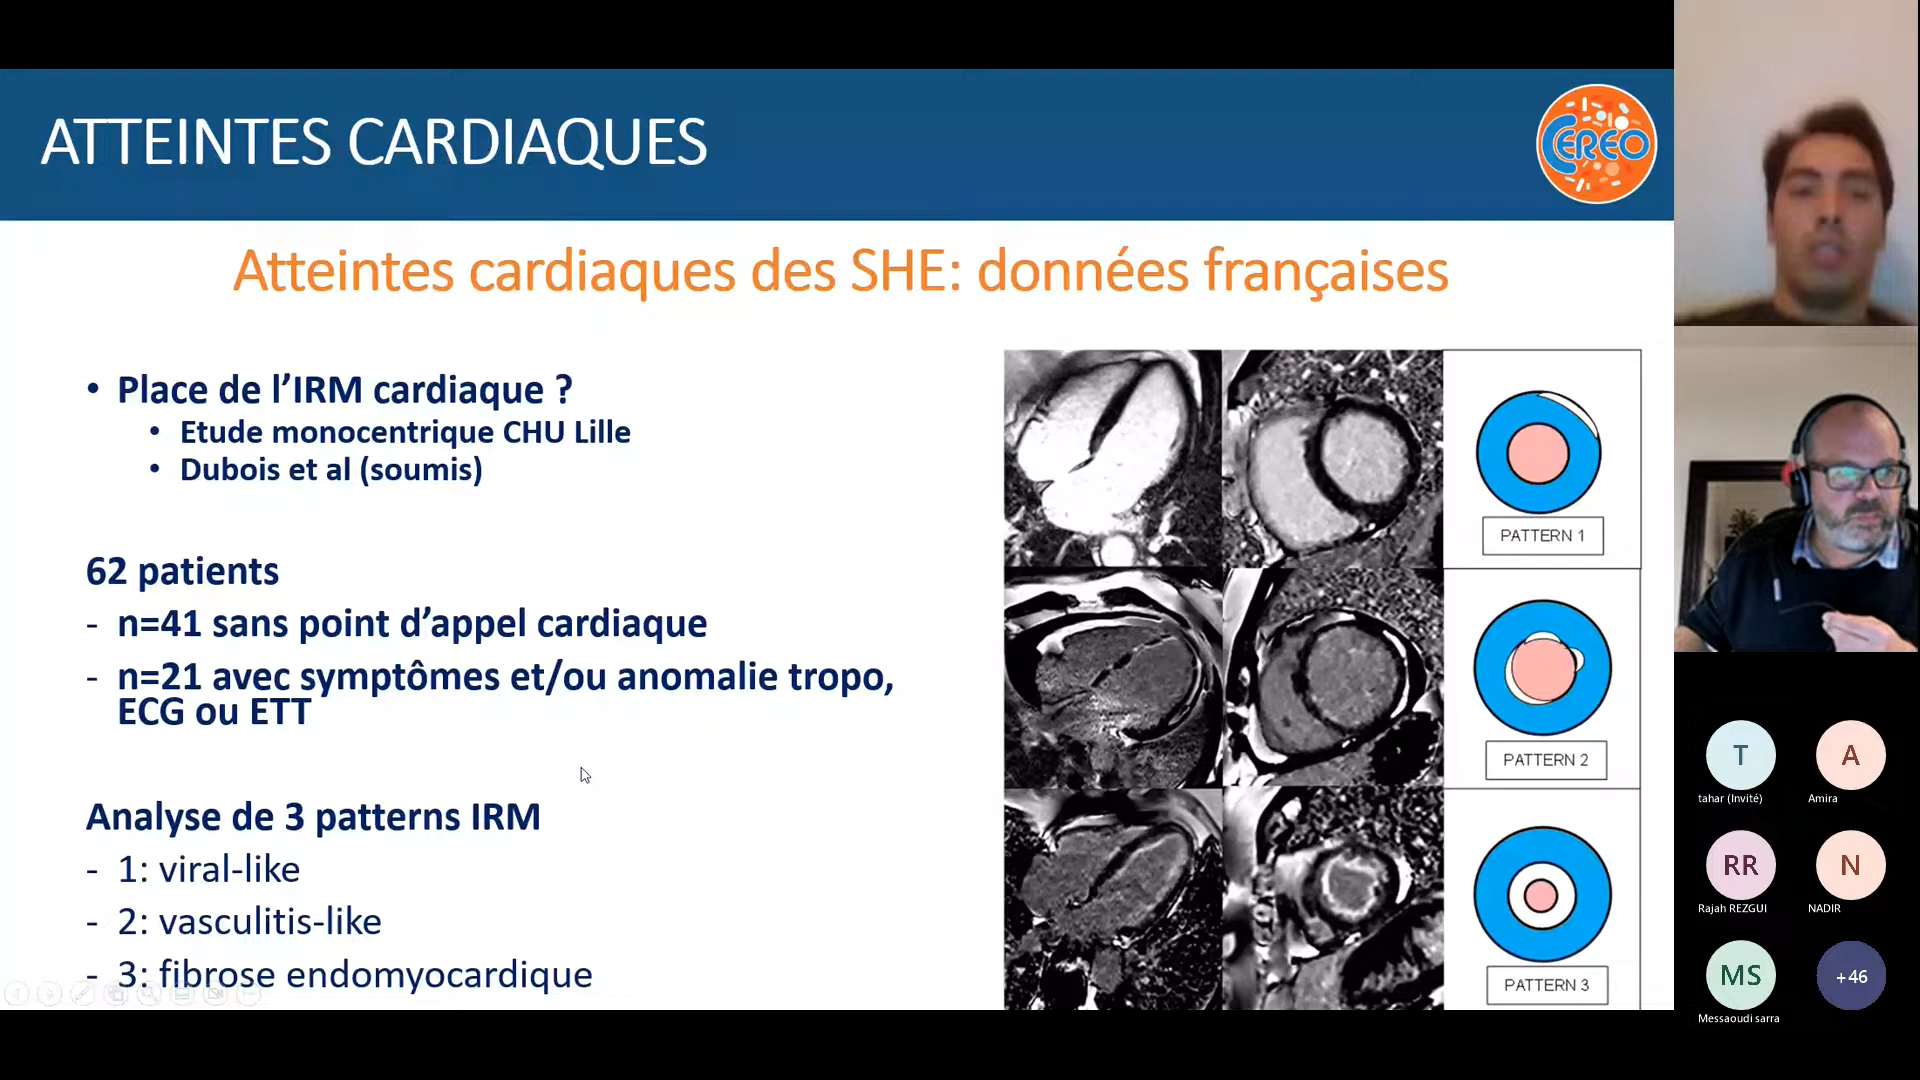 ATTEINTES CARDIAQUES
CEREO
Atteintes cardiaques des SHE: données françaises
• Place de l’IRM cardiaque ?
• Etude monocentrique CHU Lille
• Dubois et al (soumis)
62 patients
- n=41 sans point d’appel cardiaque
- n=21 avec symptômes et/ou anomalie tropo,
ECG ou ETT
Analyse de 3 patterns IRM
- 1: viral-like
- 2: vasculitis-like
- 3: fibrose endomyocardique
PATTERN 1
PATTERN 2
PATTERN 3
T
tahar (Invité)
A
Amira
RR
Rajah REZGUI
N
NADIR
MS
Messaoudi sarra
+46